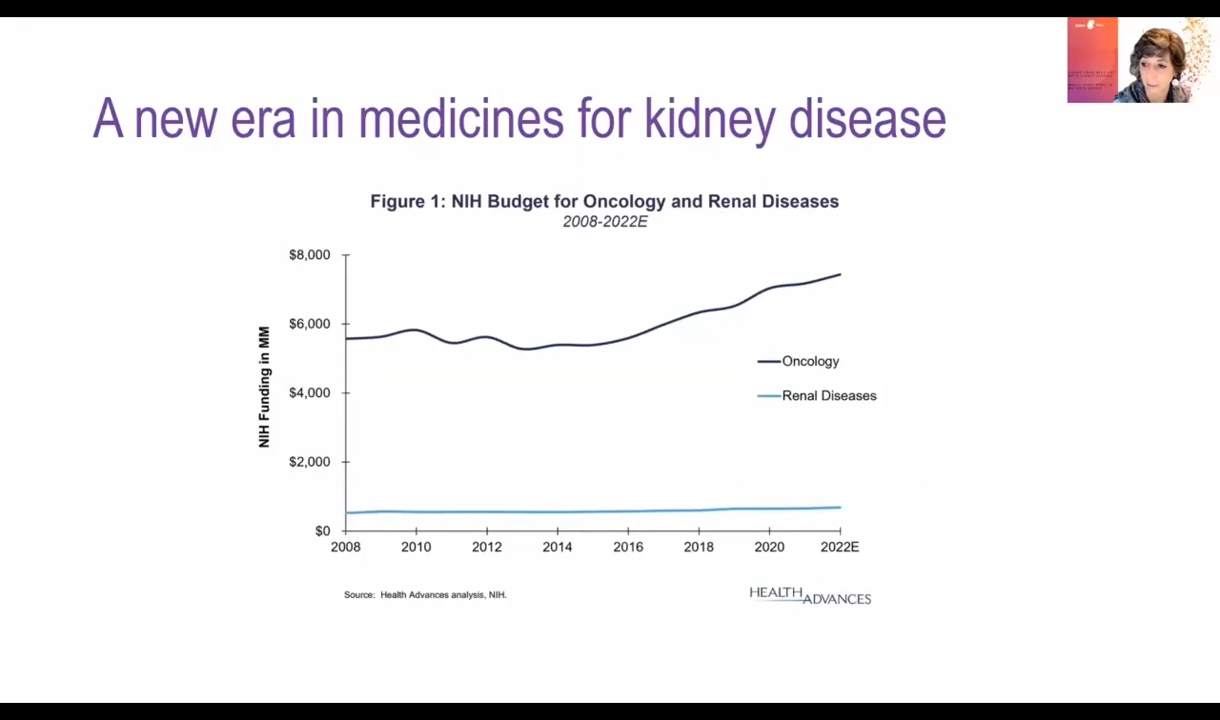 A new era in medicines for kidney disease
Figure 1: NIH Budget for Oncology and Renal Diseases
2008-2022E
NIH Funding in MM
$8,000
$6,000
$4,000
$2,000
$0
2008 2010 2012 2014 2016 2018 2020 2022E
Oncology
Renal Diseases
Source: Health Advances analysis, NIH.
HEALTH ADVANCES